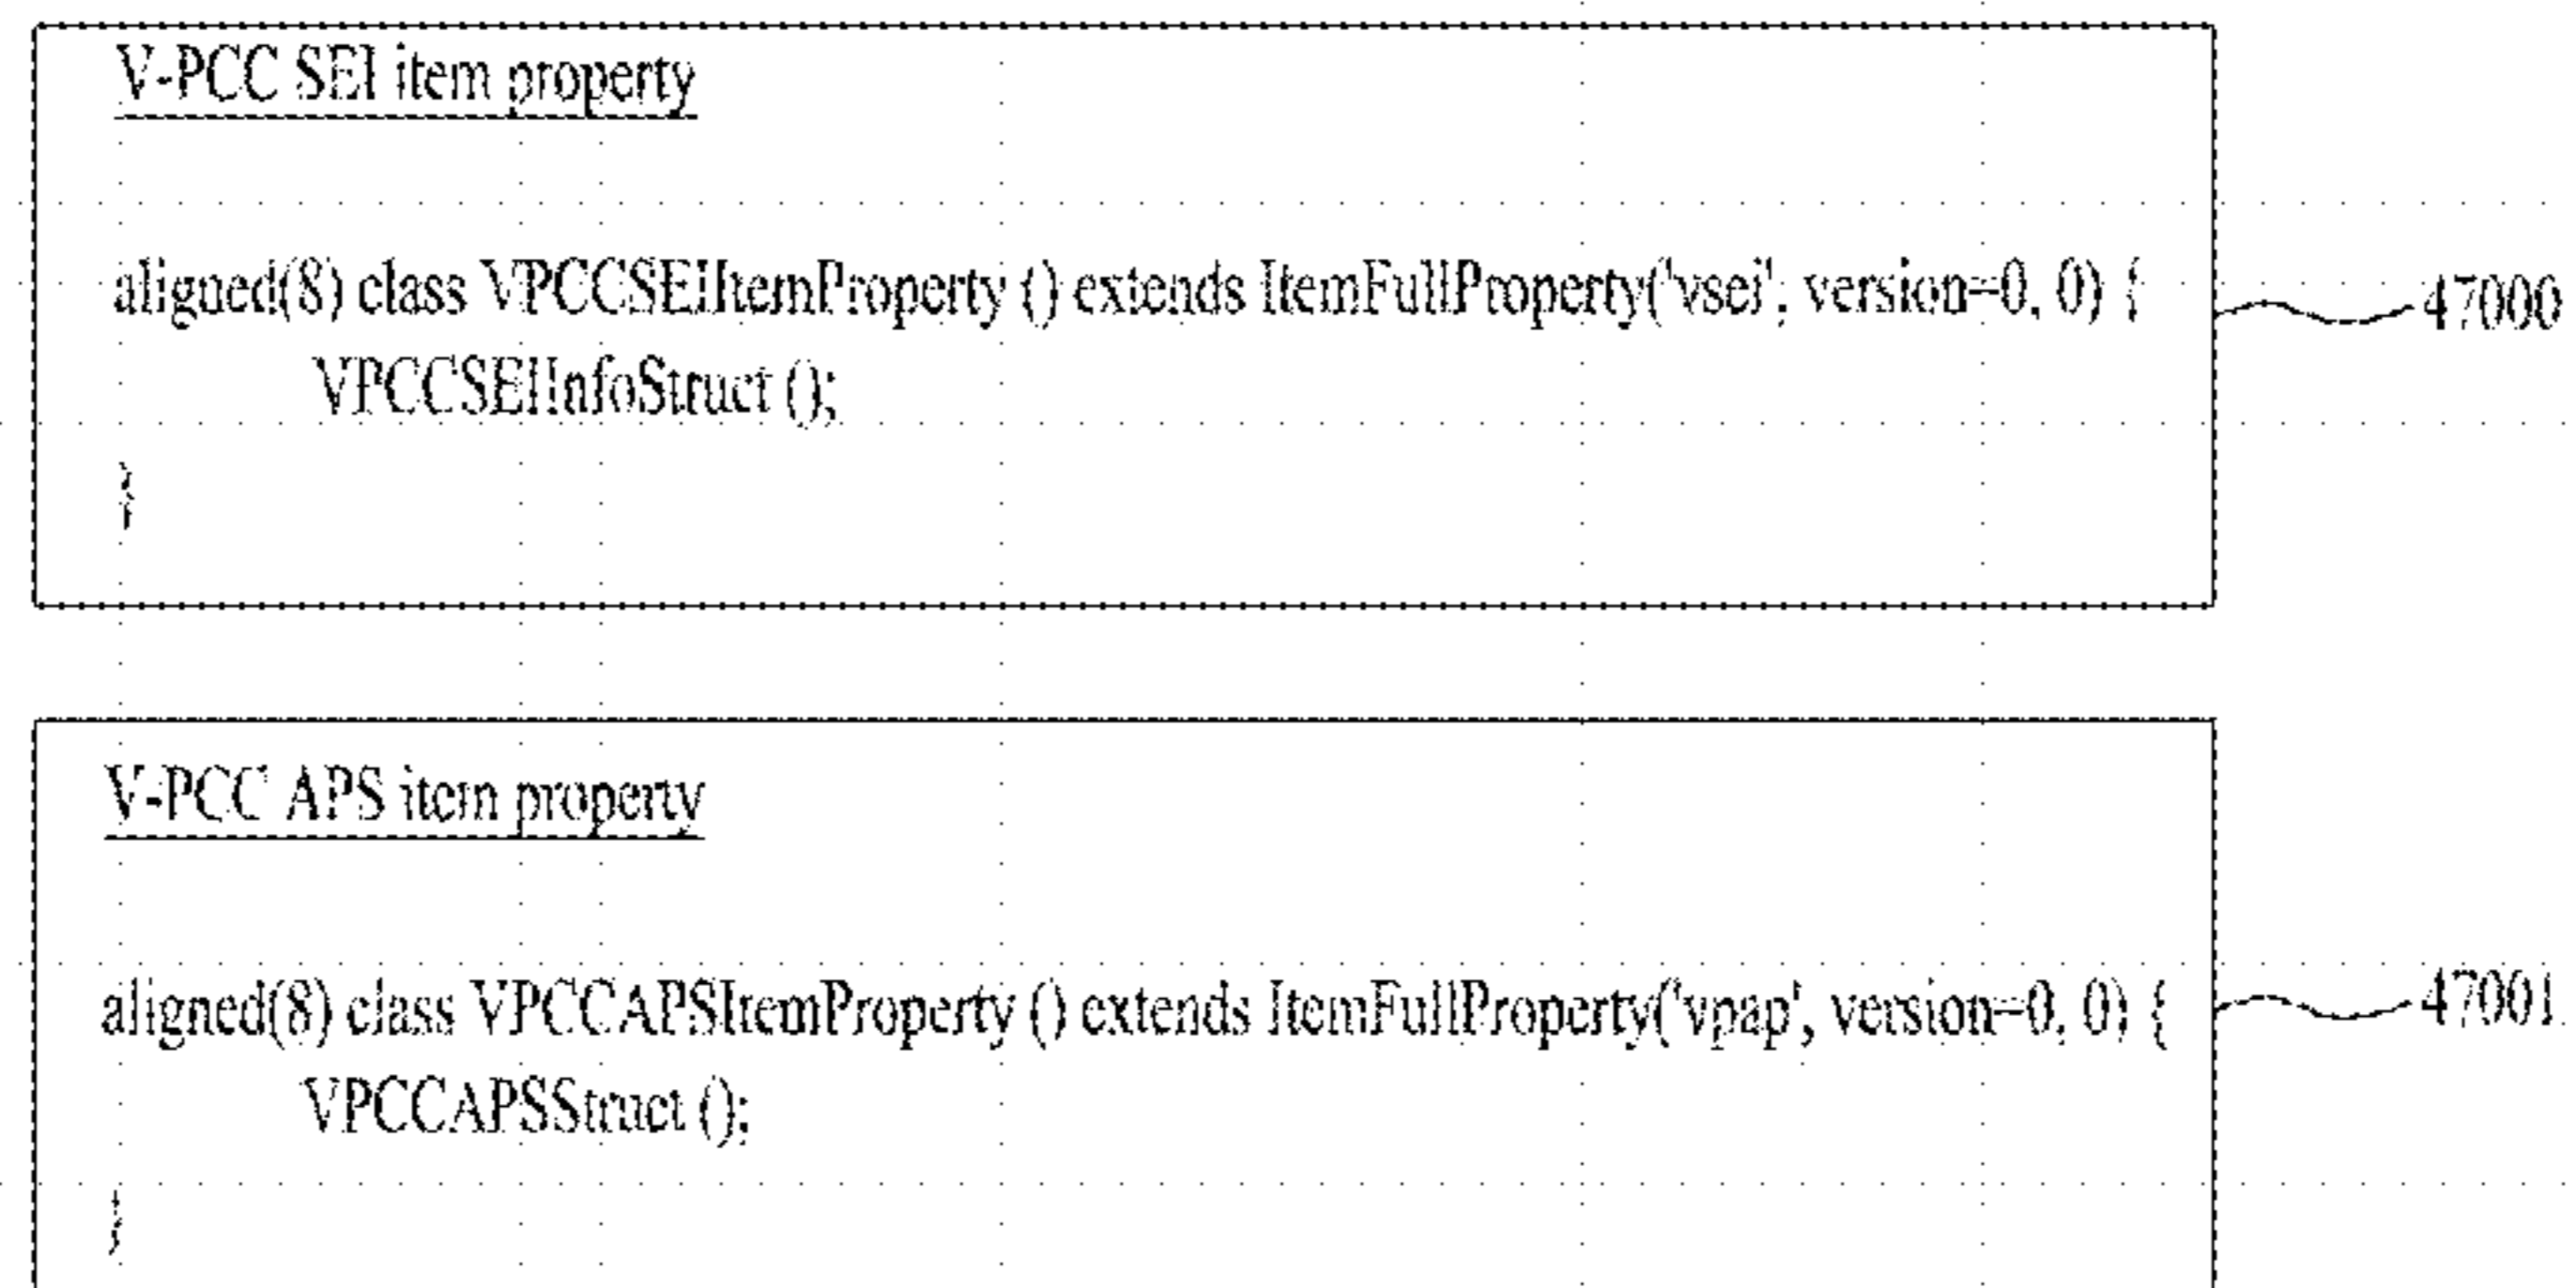 V-PCC SEI item property
aligned(8) class VPCCSEIItemProperty () extends ItemFullProperty('vsei', version=0, 0) {
47000
VPCCSEIInfoStruct ();
}
V-PCC APS item property
aligned(8) class VPCCAPSItemProperty () extends ItemFullProperty('vpap', version=0, 0) {
47001
VPCCAPSStruct ();
}